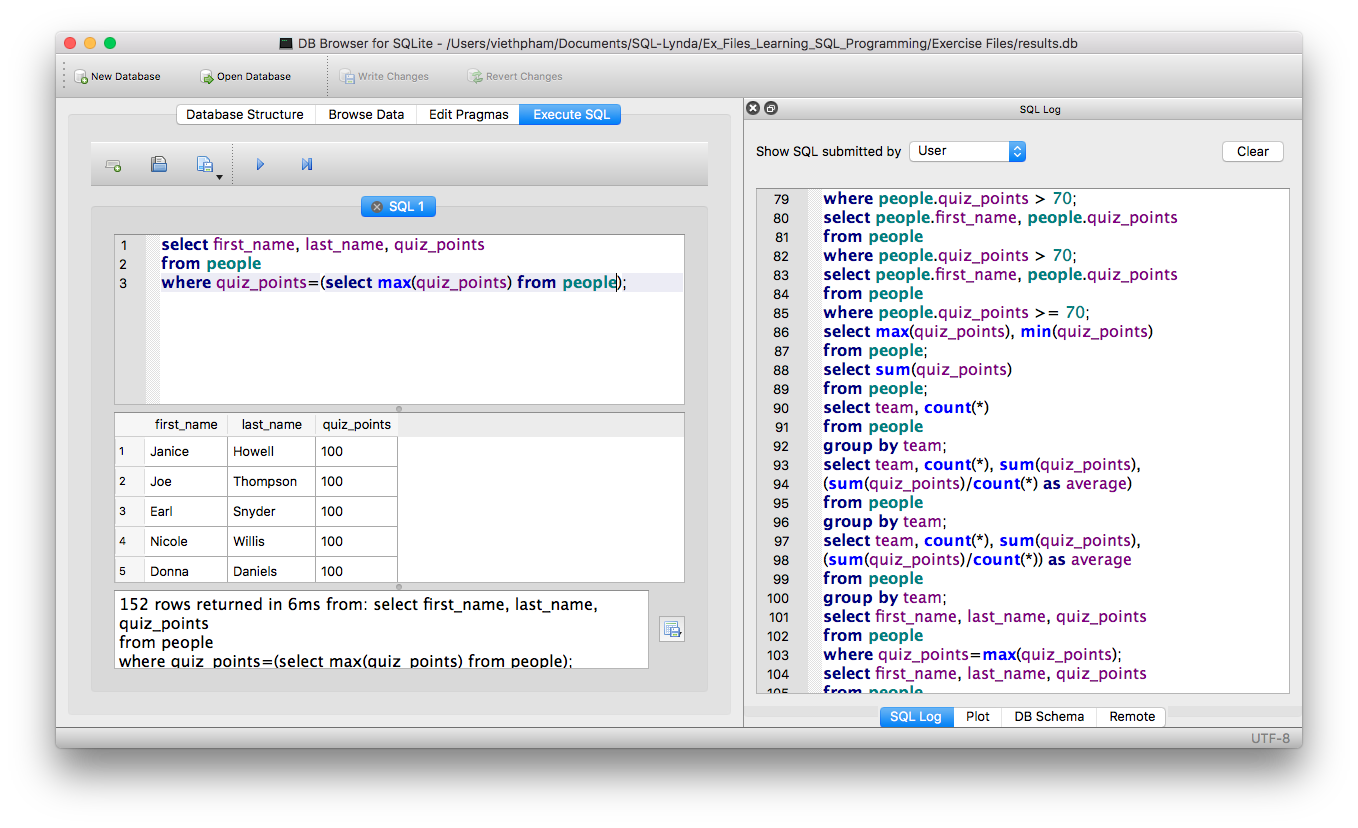 DB Browser for SQLite - /Users/viethpham/Documents/SQL-Lynda/Ex_Files_Learning_SQL_Programming/Exercise Files/results.db
New Database Open Database Write Changes Revert Changes
Database Structure Browse Data Edit Pragmas Execute SQL
SQL 1
1 select first_name, last_name, quiz_points
2 from people
3 where quiz_points=(select max(quiz_points) from people);
first_name last_name quiz_points
1 Janice Howell 100
2 Joe Thompson 100
3 Earl Snyder 100
4 Nicole Willis 100
5 Donna Daniels 100
152 rows returned in 6ms from: select first_name, last_name,
quiz_points
from people
where quiz_points=(select max(quiz_points) from people);
SQL Log
Show SQL submitted by User Clear
79 where people.quiz_points > 70;
80 select people.first_name, people.quiz_points
81 from people
82 where people.quiz_points > 70;
83 select people.first_name, people.quiz_points
84 from people
85 where people.quiz_points >= 70;
86 select max(quiz_points), min(quiz_points)
87 from people;
88 select sum(quiz_points)
89 from people;
90 select team, count(*)
91 from people
92 group by team;
93 select team, count(*), sum(quiz_points),
94 (sum(quiz_points)/count(*) as average)
95 from people
96 group by team;
97 select team, count(*), sum(quiz_points),
98 (sum(quiz_points)/count(*)) as average
99 from people
100 group by team;
101 select first_name, last_name, quiz_points
102 from people
103 where quiz_points=max(quiz_points);
104 select first_name, last_name, quiz_points
105 from people
SQL Log Plot DB Schema Remote
UTF-8